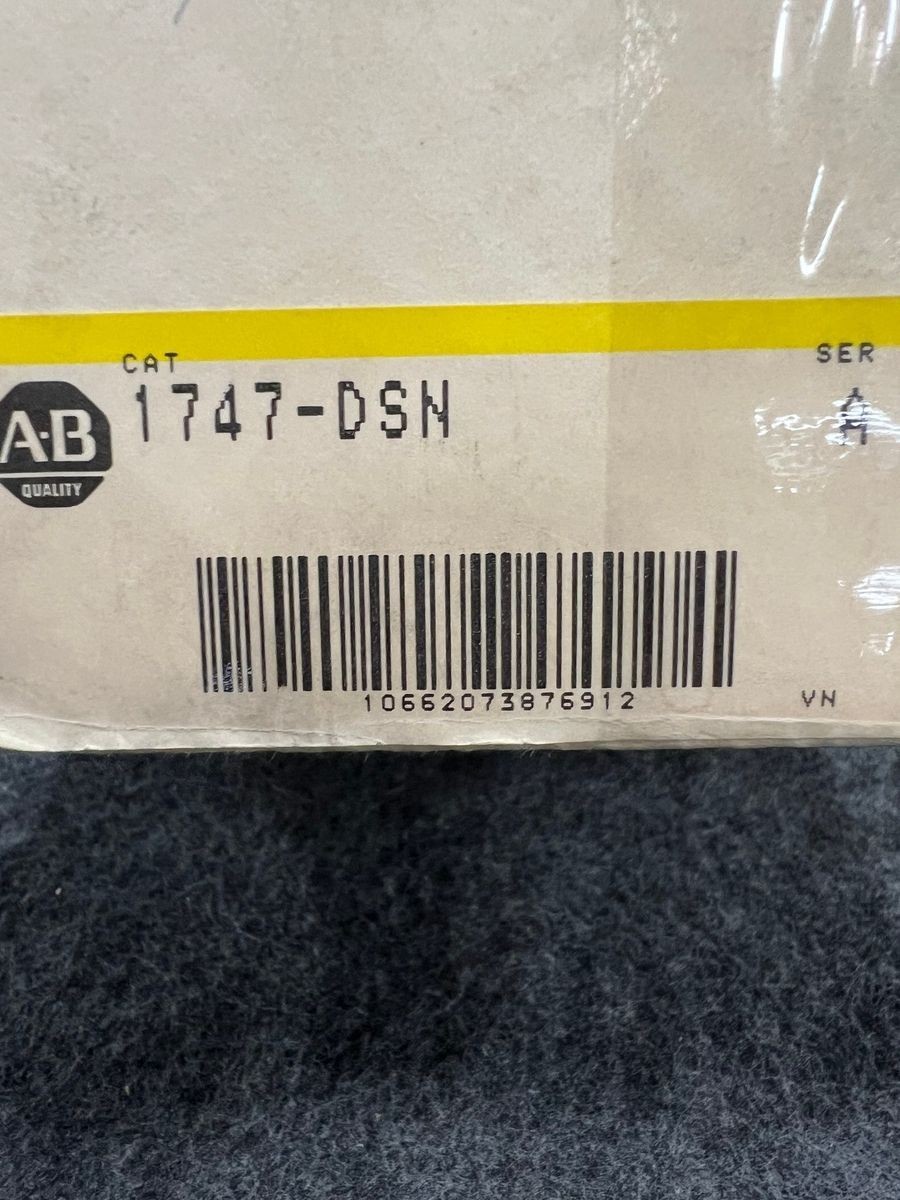 CAT
SER
1747-DSN
A
A-B
QUALITY
10662073876912
VN